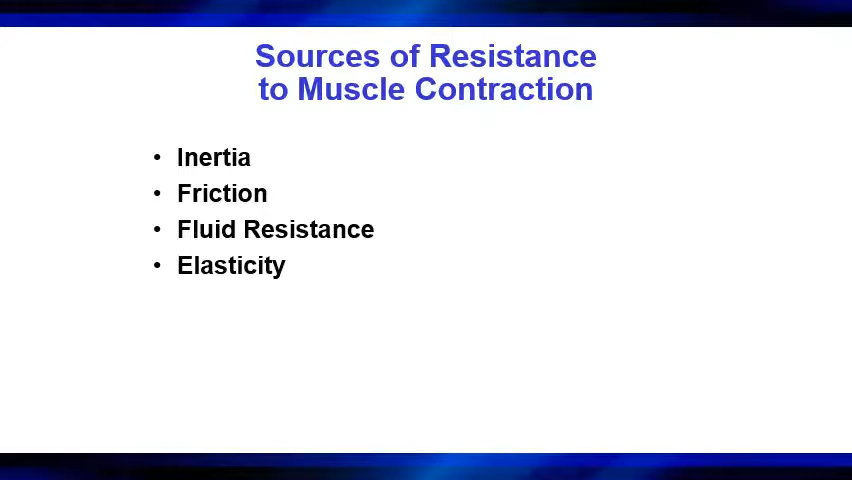 Sources of Resistance
to Muscle Contraction
• Inertia
• Friction
• Fluid Resistance
• Elasticity